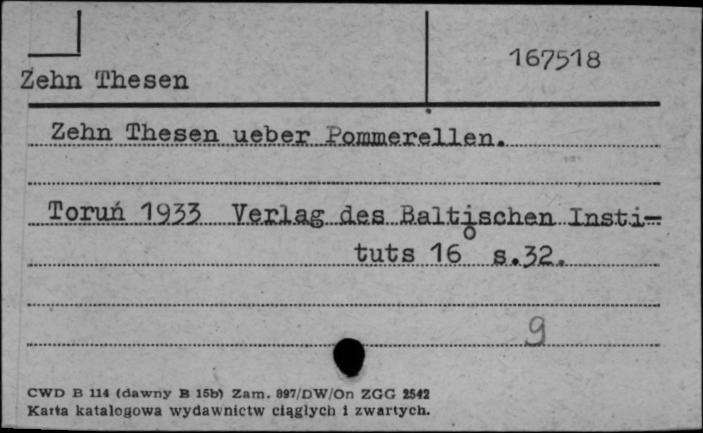 167518
Zehn Thesen
Zehn Thesen ueber Pommerellen.
Toruń 1933 Verlag des Baltischen Insti-
tuts 16° s.32.
9
CWD B 114 (dawny B 15b) Zam. 897/DW/On ZGG 2542
Karta katalogowa wydawnictw ciągłych i zwartych.